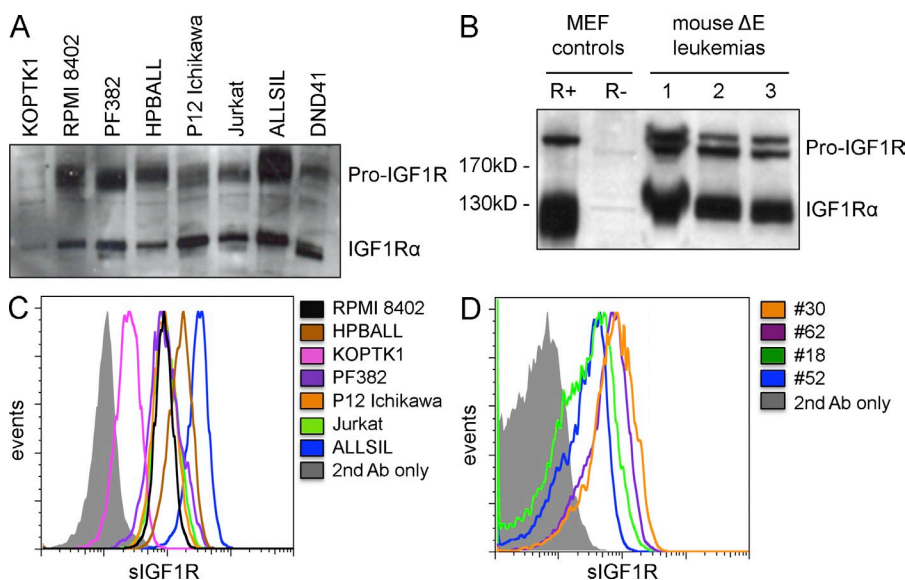 A
KOPTK1
RPMI 8402
PF382
HPBALL
P12 Ichikawa
Jurkat
ALLSIL
DND41
Pro-IGF1R
IGF1Rα
B
MEF controls
mouse ΔE leukemias
R+ R- 1 2 3
170kD -
130kD -
Pro-IGF1R
IGF1Rα
C
events
sIGF1R
RPMI 8402
HPBALL
KOPTK1
PF382
P12 Ichikawa
Jurkat
ALLSIL
2nd Ab only
D
events
sIGF1R
#30
#62
#18
#52
2nd Ab only